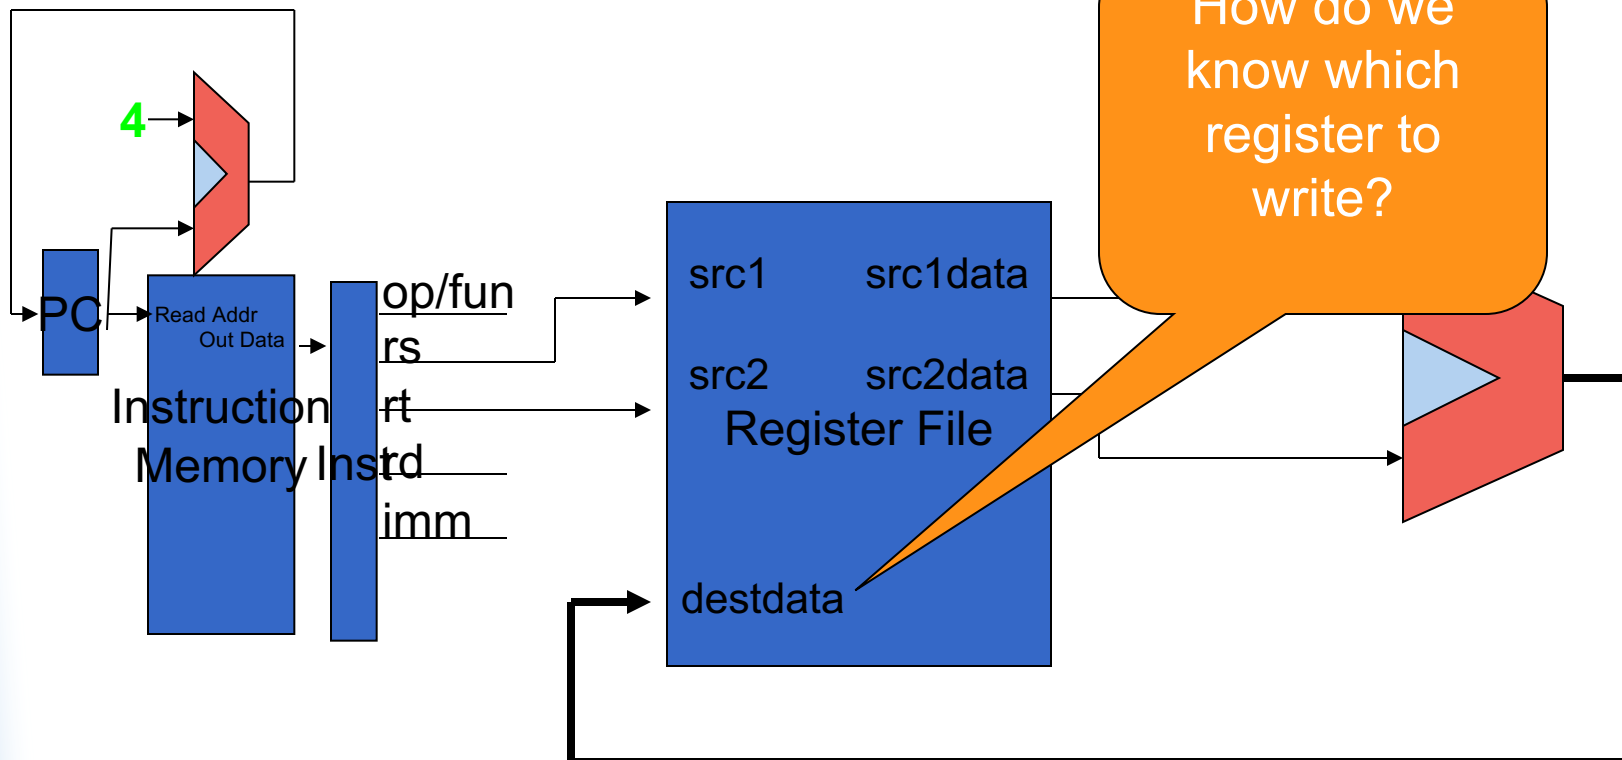 How do we
know which
register to
write?
4
PC
Read Addr
Out Data
Instruction
Memory
Inst
op/fun
rs
rt
rd
imm
src1
src1data
src2
src2data
Register File
destdata